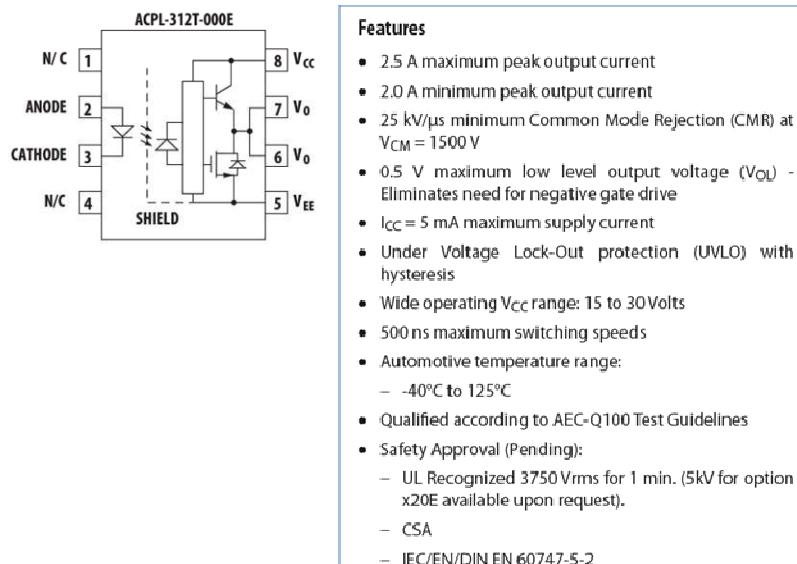 ACPL-312T-000E
N/C 1
8 VCC
ANODE 2
7 VO
CATHODE 3
6 VO
N/C 4
5 VEE
SHIELD
Features
• 2.5 A maximum peak output current
• 2.0 A minimum peak output current
• 25 kV/µs minimum Common Mode Rejection (CMR) at
VCM = 1500 V
• 0.5 V maximum low level output voltage (VOL) -
Eliminates need for negative gate drive
• ICC = 5 mA maximum supply current
• Under Voltage Lock-Out protection (UVLO) with
hysteresis
• Wide operating VCC range: 15 to 30 Volts
• 500 ns maximum switching speeds
• Automotive temperature range:
– -40°C to 125°C
• Qualified according to AEC-Q100 Test Guidelines
• Safety Approval (Pending):
– UL Recognized 3750 Vrms for 1 min. (5kV for option
x20E available upon request).
– CSA
– IEC/EN/DIN EN 60747-5-2